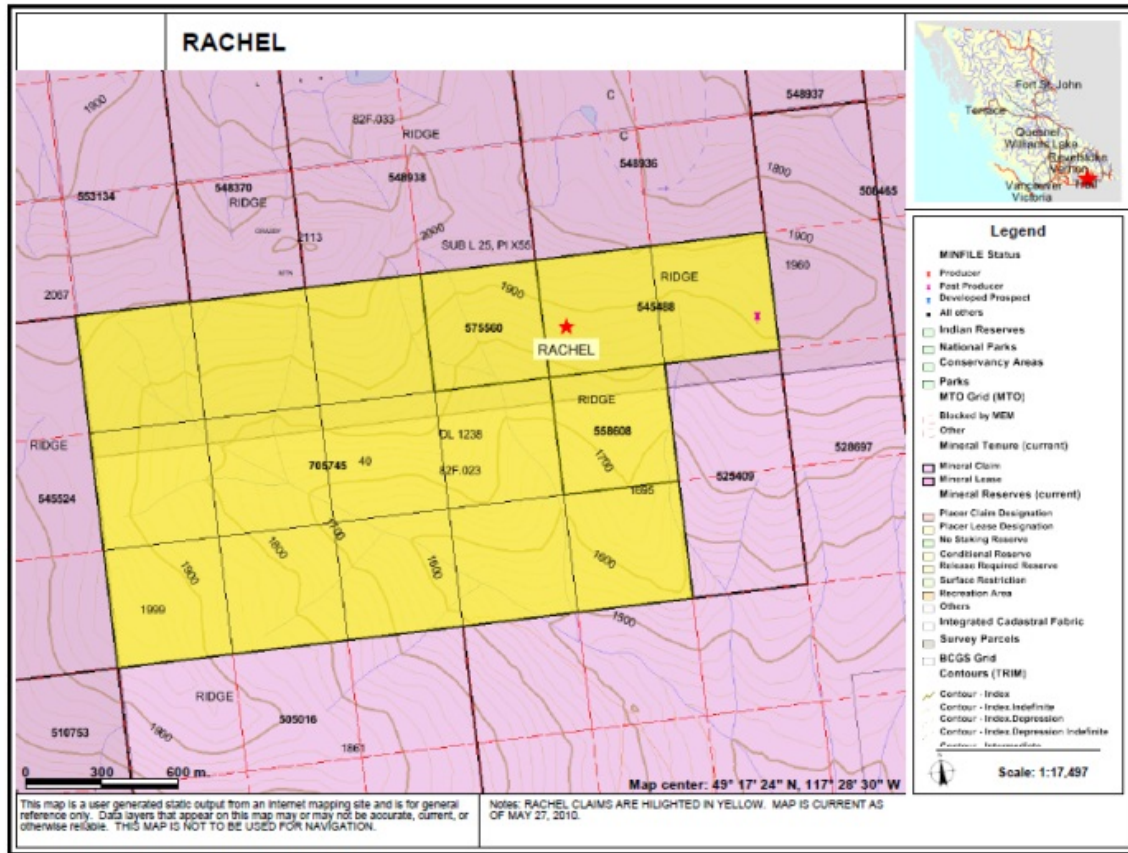 RACHEL
1900
82F.033
RIDGE
C
C
548937
548936
1800
553134
548370
RIDGE
548938
508465
2113
2000
SUB L 25, PI X55
1900
1960
2067
1900
RIDGE
575560
545488
RACHEL
RIDGE
RIDGE
DL 1238
558608
528697
705745
40
82F.023
1700
525409
545524
1695
1700
1800
1900
1600
1600
1999
1500
RIDGE
505016
510753
1900
1861
0 300 600 m.
Map center: 49° 17' 24" N, 117° 28' 30" W
Fort St. John
Terrace
Quesnel
Williams Lake
Revelstoke
Vernon
Vancouver
Victoria
Legend
MINFILE Status
Producer
Past Producer
Developed Prospect
All others
Indian Reserves
National Parks
Conservancy Areas
Parks
MTO Grid (MTO)
Blocked by MEM
Other
Mineral Tenure (current)
Mineral Claim
Mineral Lease
Mineral Reserves (current)
Placer Claim Designation
Placer Lease Designation
No Staking Reserve
Conditional Reserve
Release Required Reserve
Surface Restriction
Recreation Area
Others
Integrated Cadastral Fabric
Survey Parcels
BCGS Grid
Contours (TRIM)
Contour - Index
Contour - Index.Indefinite
Contour - Index.Depression
Contour - Index.Depression Indefinite
Contour - Intermediate
Scale: 1:17,497
This map is a user generated static output from an Internet mapping site and is for general
reference only. Data layers that appear on this map may or may not be accurate, current, or
otherwise reliable. THIS MAP IS NOT TO BE USED FOR NAVIGATION.
Notes: RACHEL CLAIMS ARE HILIGHTED IN YELLOW. MAP IS CURRENT AS
OF MAY 27, 2010.